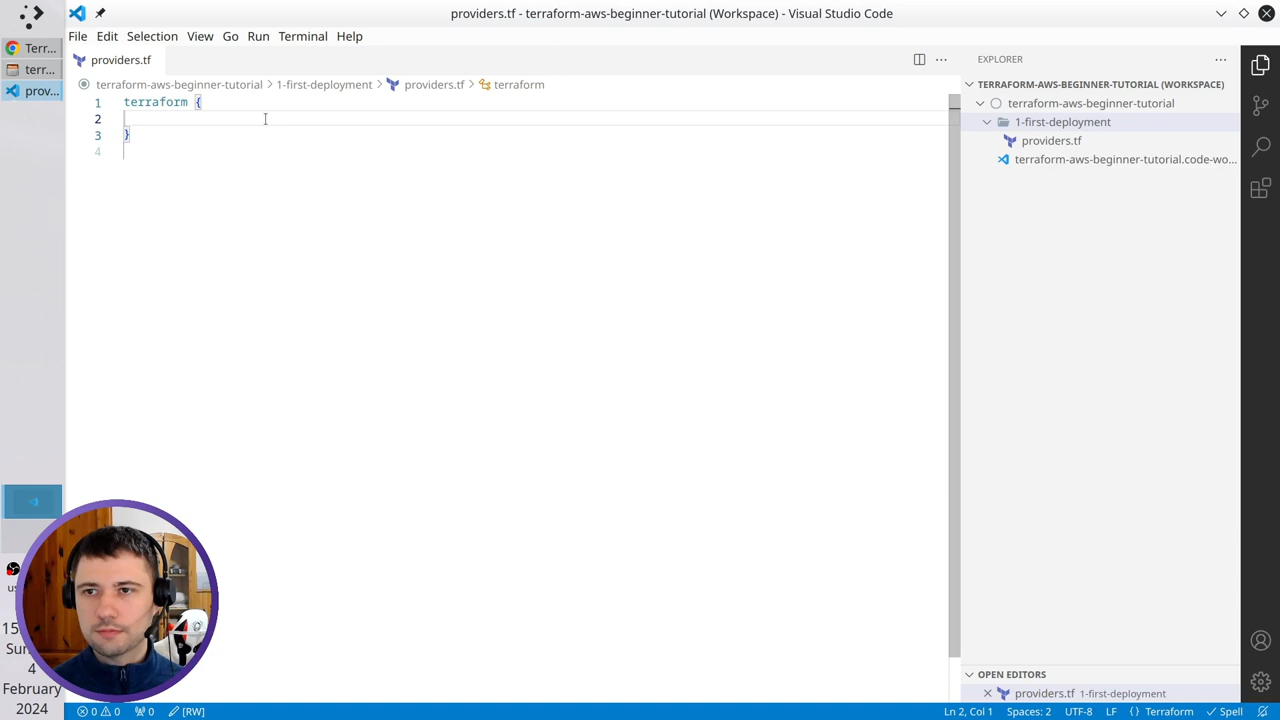 providers.tf - terraform-aws-beginner-tutorial (Workspace) - Visual Studio Code
File Edit Selection View Go Run Terminal Help
Terr...
terr...
prov...
providers.tf
terraform-aws-beginner-tutorial > 1-first-deployment > providers.tf > terraform
1 terraform {
2
3 }
4
EXPLORER
TERRAFORM-AWS-BEGINNER-TUTORIAL (WORKSPACE)
terraform-aws-beginner-tutorial
1-first-deployment
providers.tf
terraform-aws-beginner-tutorial.code-wo...
OPEN EDITORS
providers.tf 1-first-deployment
15
Sun
4
February
2024
0 0 0 [RW]
Ln 2, Col 1 Spaces: 2 UTF-8 LF {} Terraform Spell